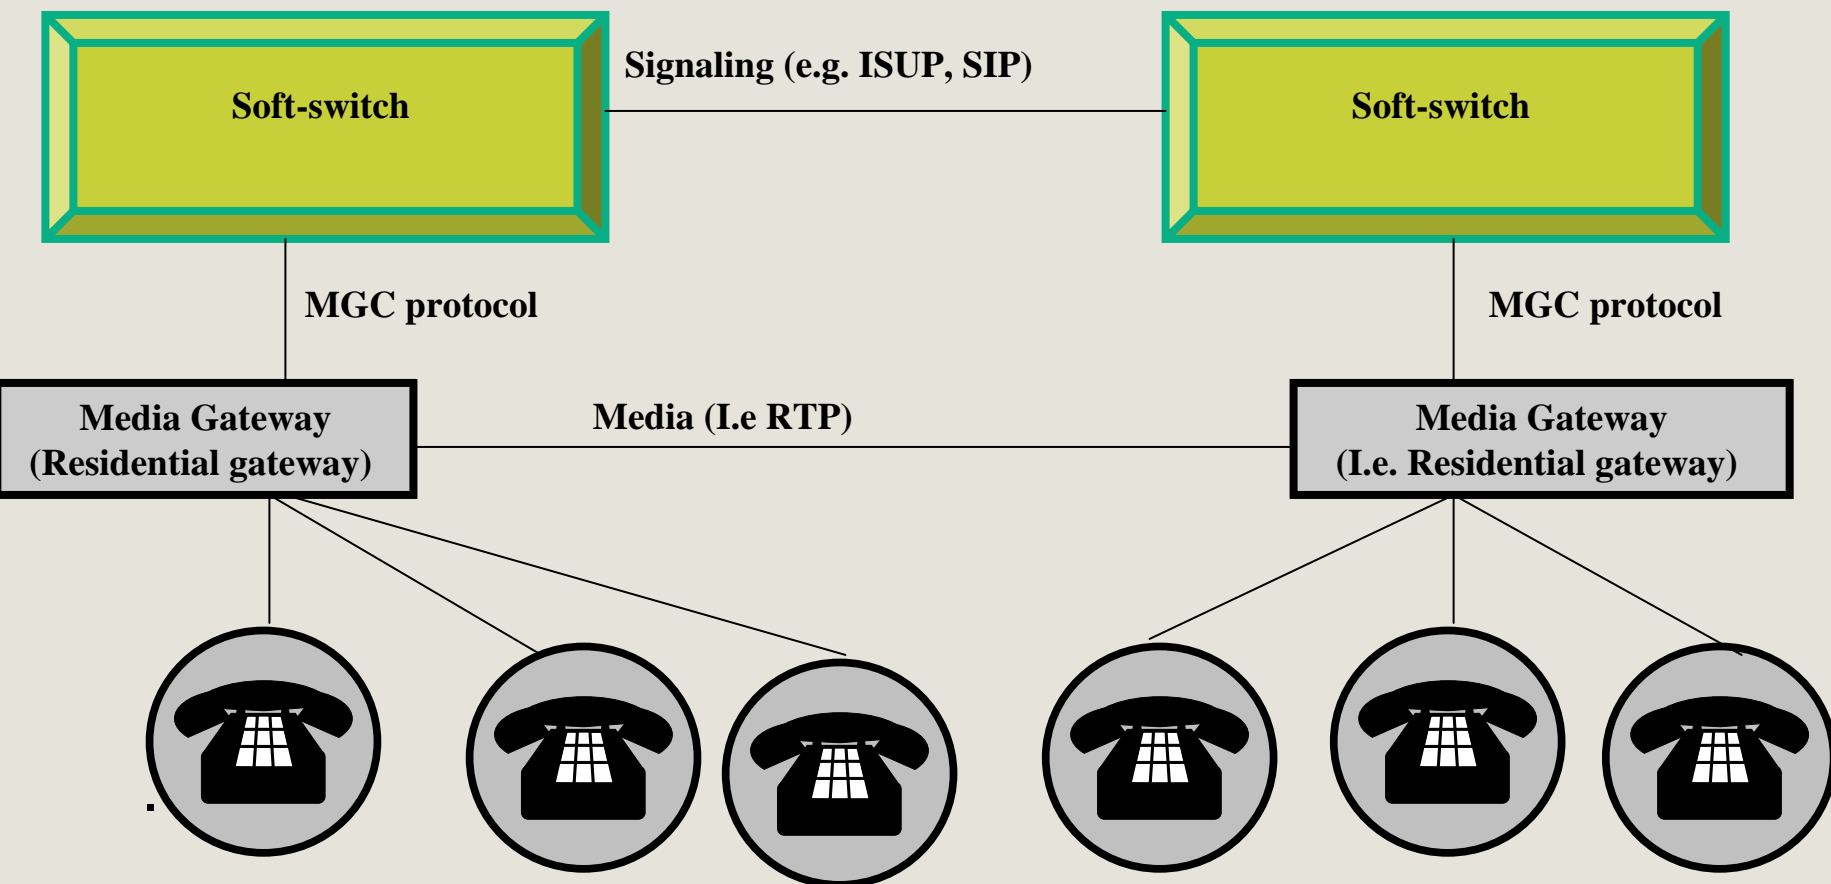 Signaling (e.g. ISUP, SIP)
Soft-switch
Soft-switch
MGC protocol
MGC protocol
Media Gateway
(Residential gateway)
Media (I.e RTP)
Media Gateway
(I.e. Residential gateway)